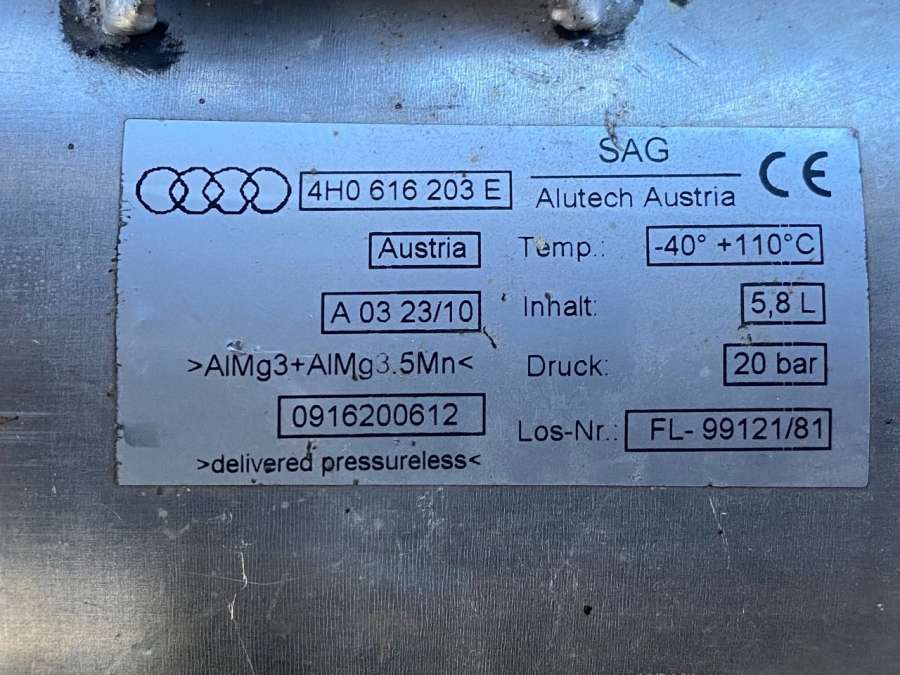 4H0 616 203 E
SAG
Alutech Austria
CE
Austria
Temp.: -40° +110°C
A 03 23/10
Inhalt: 5,8 L
>AlMg3+AlMg3.5Mn<
Druck: 20 bar
0916200612
Los-Nr.: FL- 99121/81
>delivered pressureless<